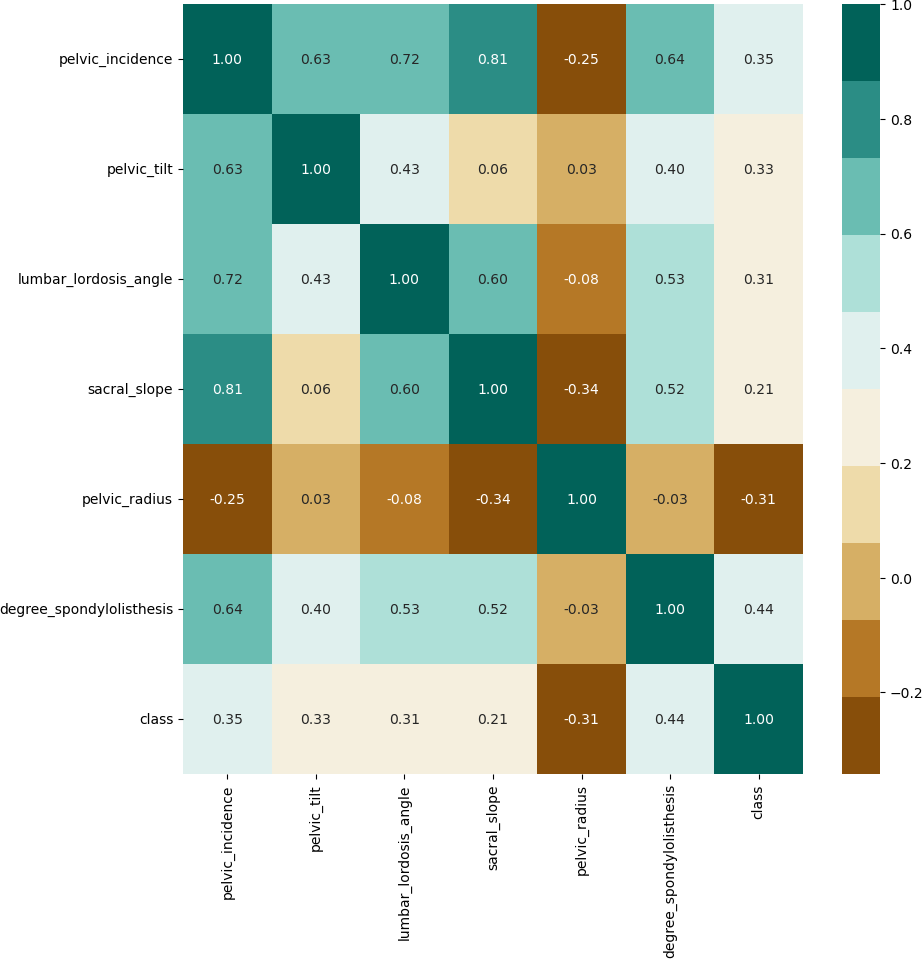 pelvic_incidence 1.00 0.63 0.72 0.81 -0.25 0.64 0.35
pelvic_tilt 0.63 1.00 0.43 0.06 0.03 0.40 0.33
lumbar_lordosis_angle 0.72 0.43 1.00 0.60 -0.08 0.53 0.31
sacral_slope 0.81 0.06 0.60 1.00 -0.34 0.52 0.21
pelvic_radius -0.25 0.03 -0.08 -0.34 1.00 -0.03 -0.31
degree_spondylolisthesis 0.64 0.40 0.53 0.52 -0.03 1.00 0.44
class 0.35 0.33 0.31 0.21 -0.31 0.44 1.00
pelvic_incidence
pelvic_tilt
lumbar_lordosis_angle
sacral_slope
pelvic_radius
degree_spondylolisthesis
class
1.0
0.8
0.6
0.4
0.2
0.0
−0.2